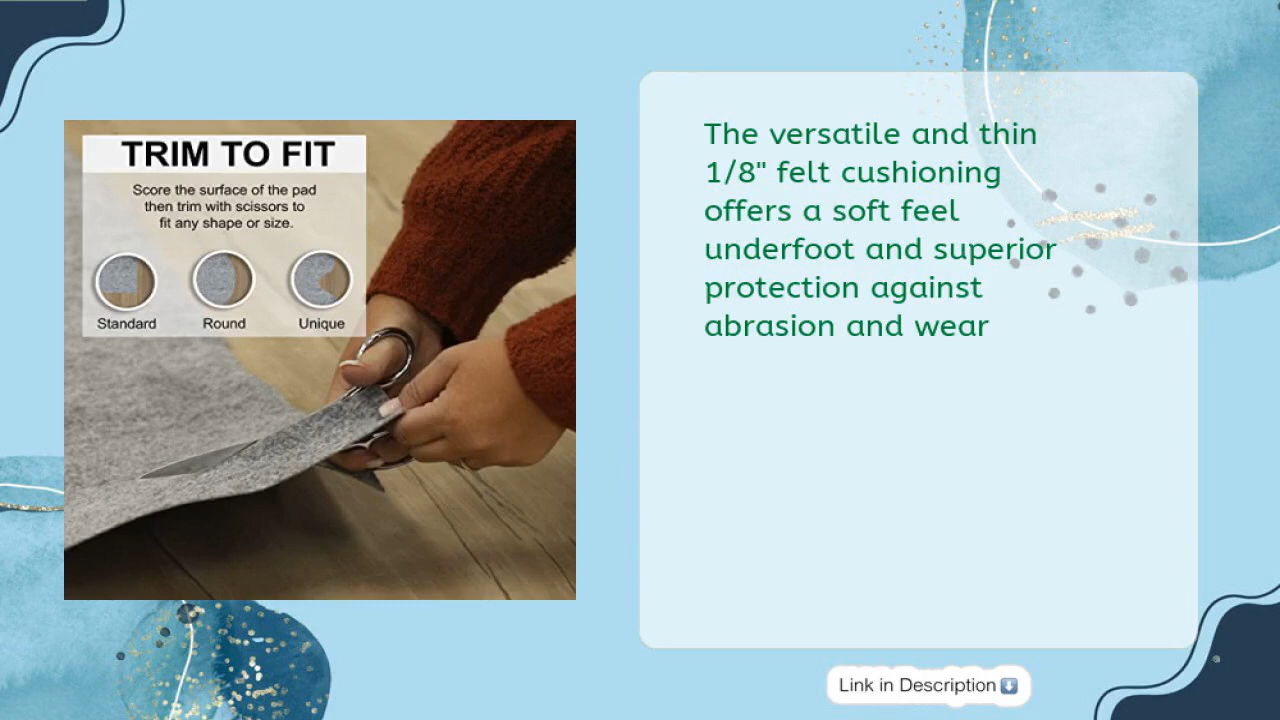 TRIM TO FIT
Score the surface of the pad
then trim with scissors to
fit any shape or size.
Standard
Round
Unique
The versatile and thin
1/8" felt cushioning
offers a soft feel
underfoot and superior
protection against
abrasion and wear
Link in Description⬇️